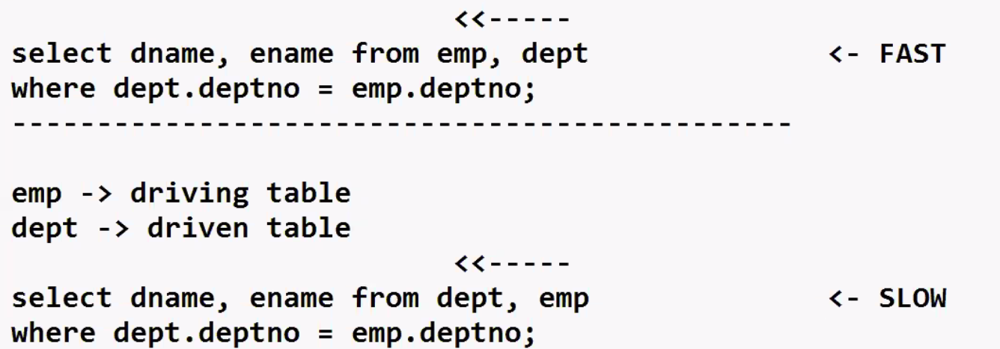 <<-----
select dname, ename from emp, dept <- FAST
where dept.deptno = emp.deptno;
----------------------------------------------
emp -> driving table
dept -> driven table
<<-----
select dname, ename from dept, emp <- SLOW
where dept.deptno = emp.deptno;